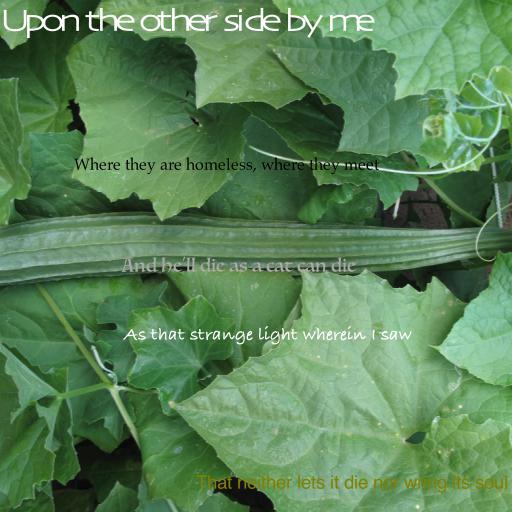 Upon the other side by me
Where they are homeless, where they meet
And he'll die as a cat can die
As that strange light wherein I saw
That neither lets it die nor wring its soul